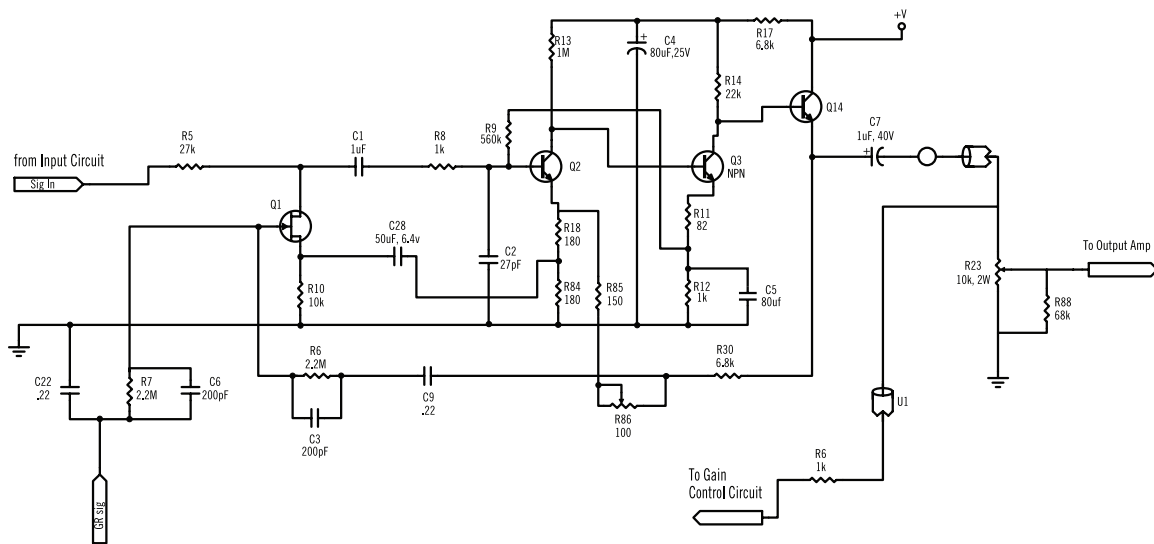 +V
R13
1M
C4
80uF,25V
R17
6.8k
R14
22k
Q14
C7
1uF, 40V
R5
27k
C1
1uF
R8
1k
R9
560k
Q2
Q3
NPN
from Input Circuit
Sig In
Q1
C28
50uF, 6.4v
C2
27pF
R18
180
R11
82
R10
10k
R84
180
R85
150
R12
1k
C5
80uf
To Output Amp
R23
10k, 2W
R88
68k
C22
.22
R7
2.2M
C6
200pF
R6
2.2M
C9
.22
R30
6.8k
C3
200pF
R86
100
U1
R6
1k
To Gain
Control Circuit
GR sig